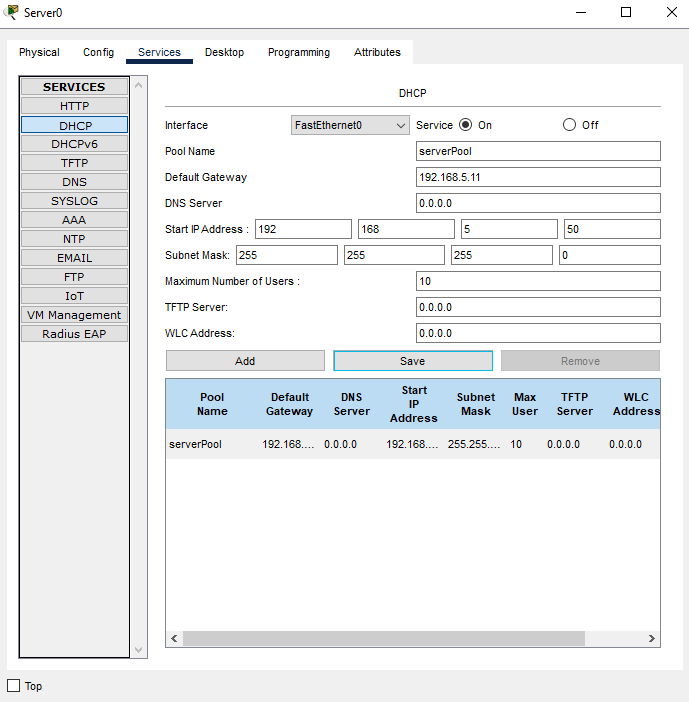 Server0
Physical Config Services Desktop Programming Attributes
SERVICES
HTTP
DHCP
DHCPv6
TFTP
DNS
SYSLOG
AAA
NTP
EMAIL
FTP
IoT
VM Management
Radius EAP
DHCP
Interface FastEthernet0 Service On Off
Pool Name serverPool
Default Gateway 192.168.5.11
DNS Server 0.0.0.0
Start IP Address : 192 168 5 50
Subnet Mask: 255 255 255 0
Maximum Number of Users : 10
TFTP Server: 0.0.0.0
WLC Address: 0.0.0.0
Add Save Remove
Pool Name Default Gateway DNS Server Start IP Address Subnet Mask Max User TFTP Server WLC Address
serverPool 192.168.... 0.0.0.0 192.168.... 255.255.... 10 0.0.0.0 0.0.0.0
Top